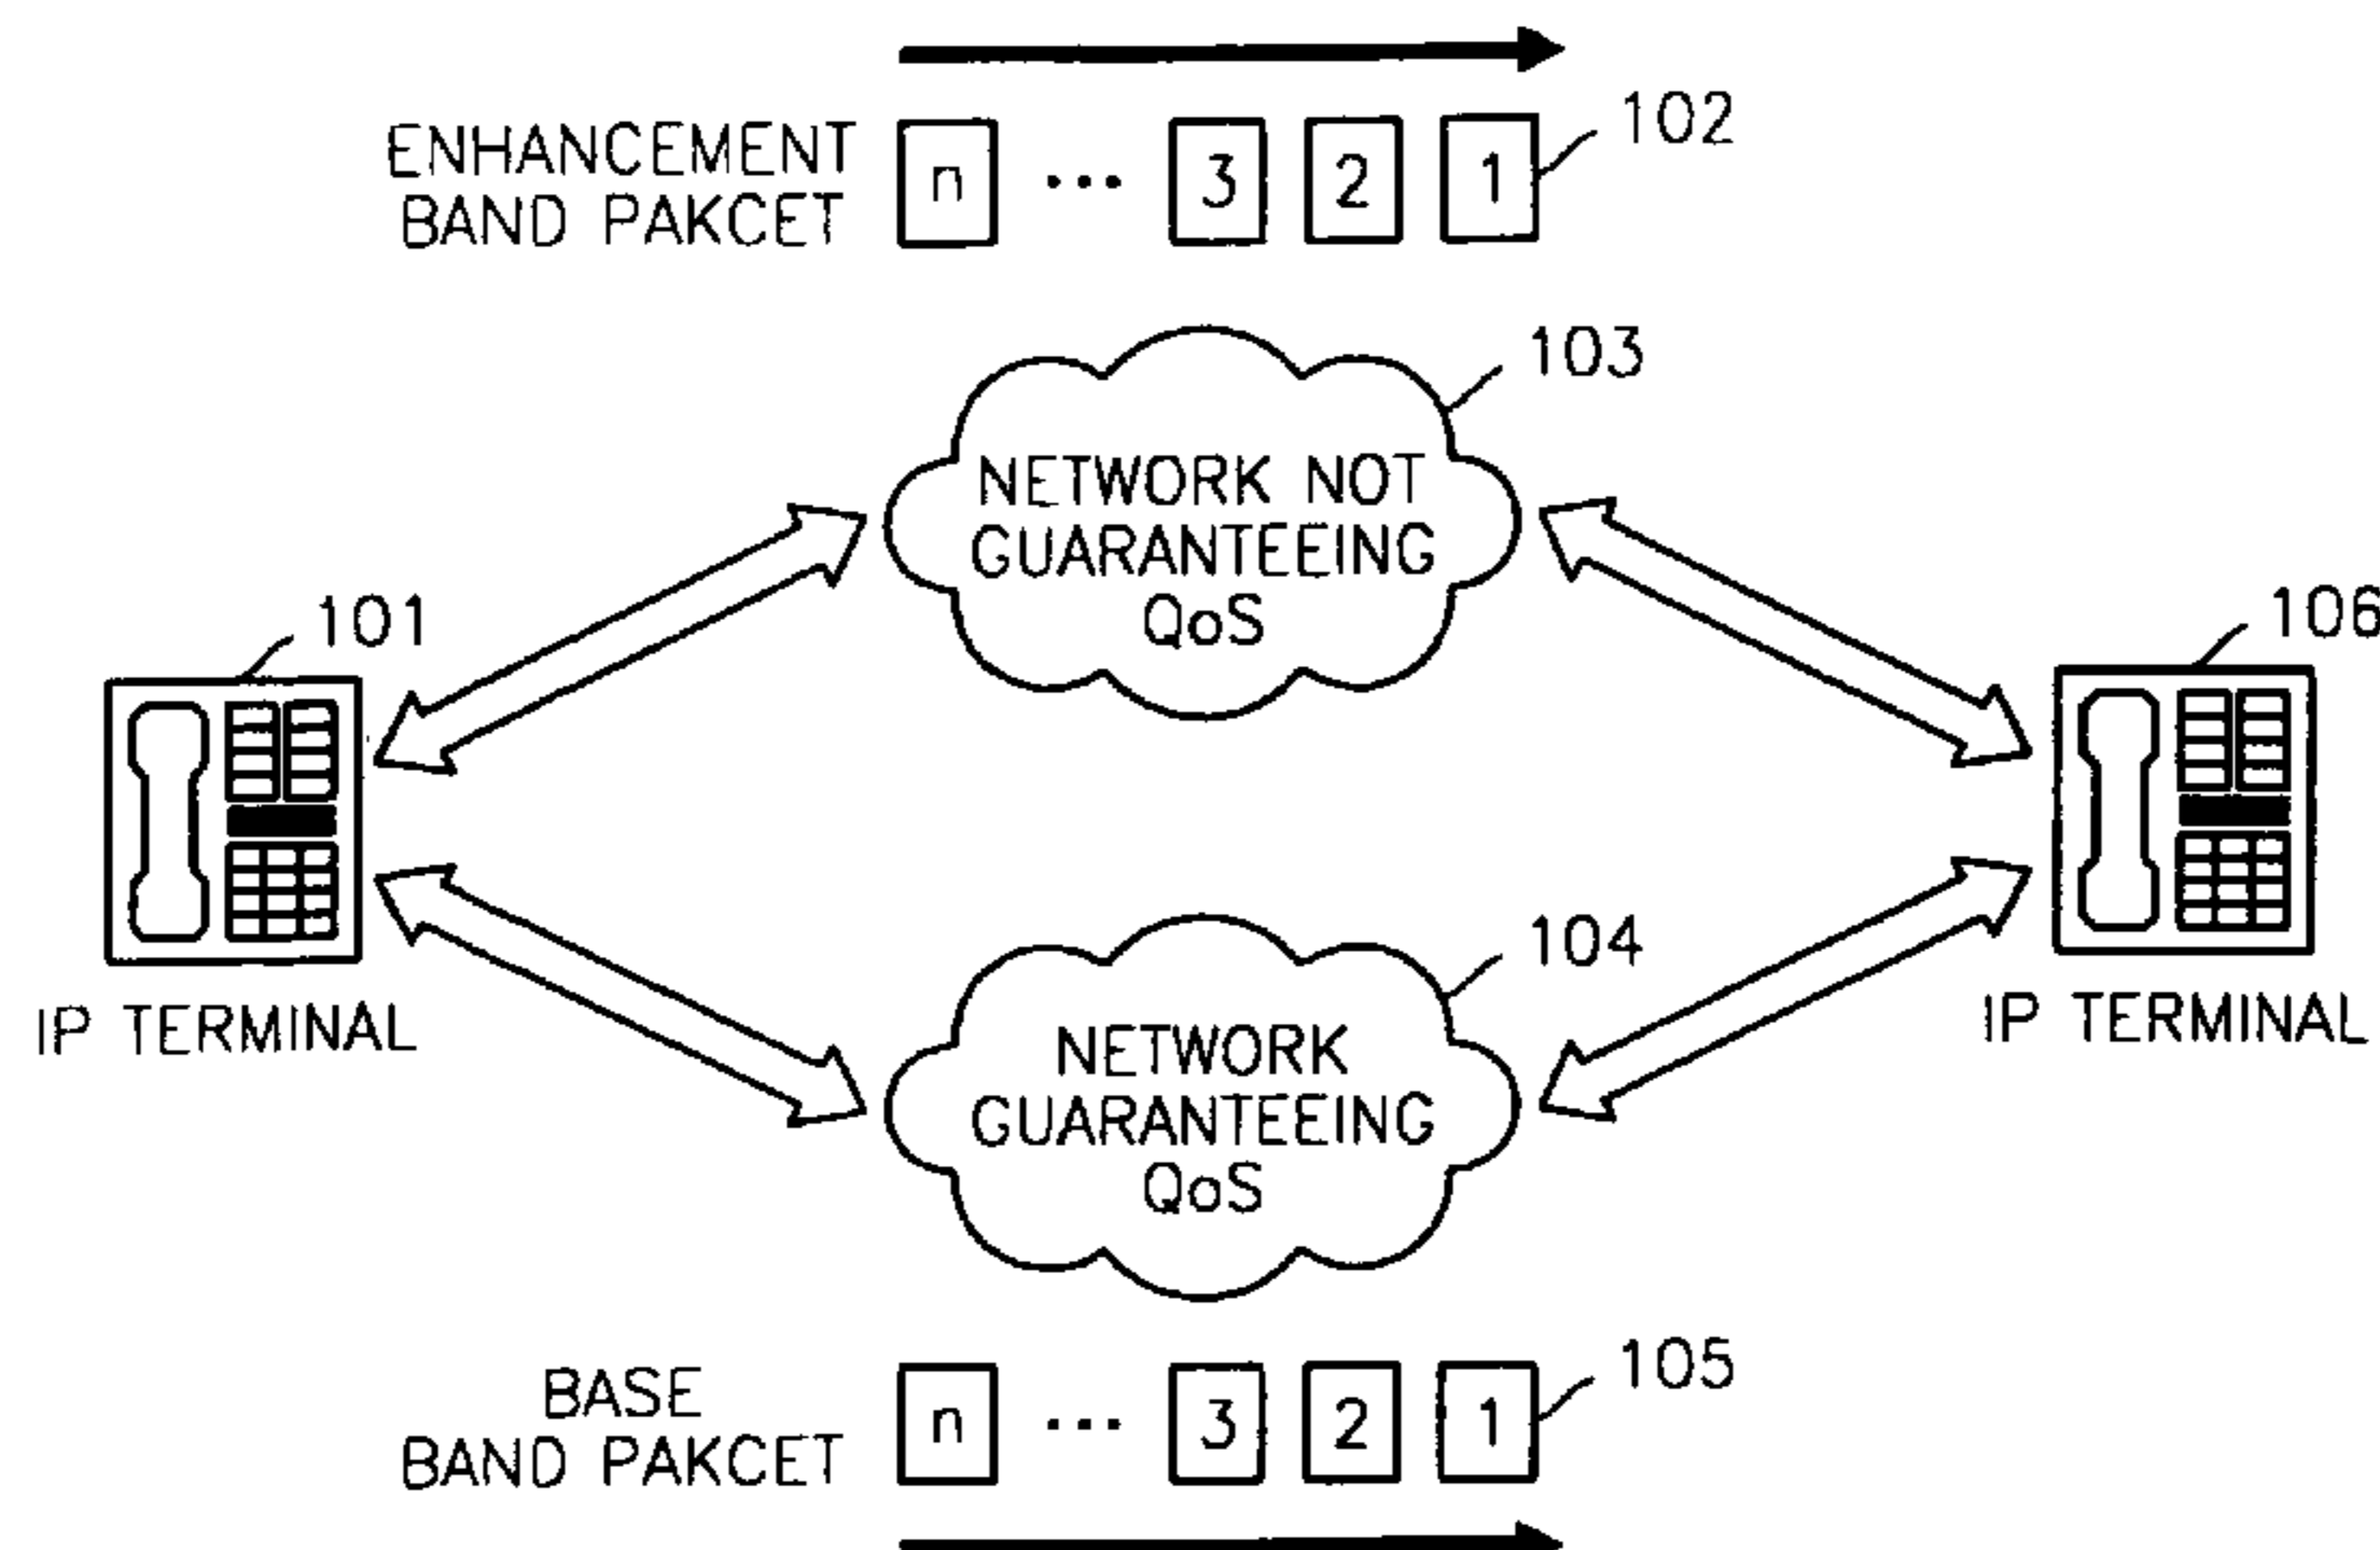 102
ENHANCEMENT
BAND PAKCET
n ... 3 2 1
103
NETWORK NOT
GUARANTEEING
QoS
101
106
IP TERMINAL
IP TERMINAL
104
NETWORK
GUARANTEEING
QoS
105
BASE
BAND PAKCET
n ... 3 2 1